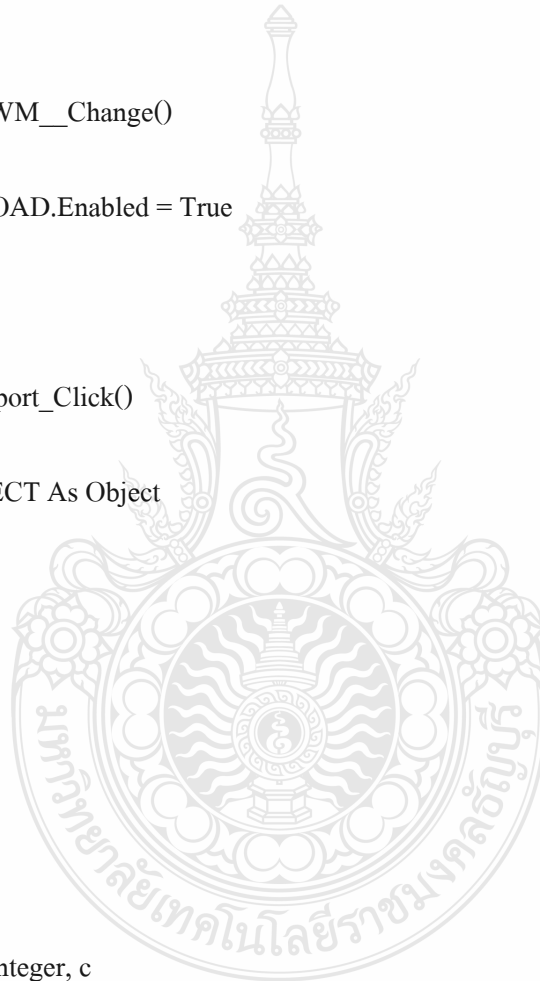 WM__Change()
OAD.Enabled = True
port_Click()
ECT As Object
มหาวิทยาลัยเทคโนโลยีราชมงคลธัญบุรี
nteger, c